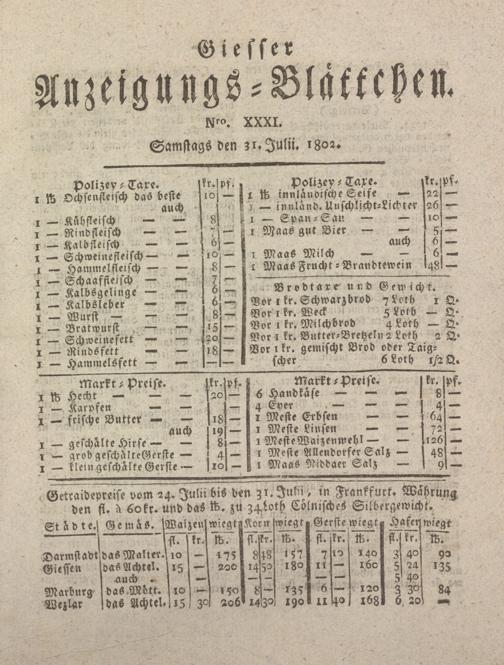 Giesser
Anzeigungs-Blättchen.
Nro. XXXI.
Samstags den 31. Julii. 1802.
Polizey-Taxe. kr. pf.
1 ℔ Ochsenfleisch das beste 10 —
auch
1 — Kühfleisch — — 8
1 — Rindfleisch — — 7 —
1 — Kalbfleisch — — 6 —
1 — Schweinefleisch — 10 —
1 — Hammelfleisch — — 8 —
1 — Schaaffleisch — —
1 — Kalbsgelinge — — 6 —
1 — Kalbsleber — — 6 —
1 — Wurst — — — 8 —
1 — Bratwurst — — 15 —
1 — Schweinefett — — 20 —
1 — Rindsfett — — 18 —
1 — Hammelsfett — —
Polizey-Taxe. kr. pf.
1 ℔ innländische Seife — 22 —
1 — innländ. Unschlicht-Lichter 26 —
1 — Span-Sau — — 10 —
1 Maas gut Bier — — 5 —
auch 6 —
1 Maas Milch — — 6 —
1 Maas Frucht-Brandtewein 48 —
Brodtaxe und Gewicht.
Vor 1 kr. Schwarzbrod 7 Loth 1 Q.
Vor 1 kr. Weck 5 Loth — Q.
Vor 1 kr. Milchbrod 4 Loth — Q.
Vor 1 kr. Butter-Bretzeln 2 Loth 2 Q.
Vor 1 kr. gemischt Brod oder Taig-
scher 6 Loth 1/2 Q.
Markt-Preise. kr. pf.
1 ℔ Hecht — — 20 —
1 — Karpfen — —
1 — frische Butter — — 18 —
auch — 19 —
1 — geschälte Hirse — — 8 —
1 — grob geschälte Gerste — 4 —
1 — klein geschälte Gerste — 10 —
Markt-Preise. kr. pf.
6 Handkäse — — 8 —
4 Eyer — — 4 —
1 Meste Erbsen — — 64 —
1 Meste Linsen — — 72 —
1 Meste Waizenmehl — — 126 —
1 Meste Allendorfer Salz — 48 —
1 Maas Niddaer Salz — 9 —
Getraidepreise vom 24. Julii bis den 31. Julii, in Frankfurt. Währung
den fl. à 60 kr. und das ℔. zu 34 Loth Cölnisches Silbergewicht.
Städte. Gemäs. Waizen wiegt Korn wiegt Gerste wiegt Hafer wiegt
fl. kr. ℔. fl. kr. ℔. fl. kr. ℔. fl. kr. ℔.
Darmstadt das Malter. 10 — 175 8 48 157 7 10 140 3 40 90
Giessen das Achtel. 15 — 200 14 50 180 11 — 160 5 24 135
auch — 5 40
Marburg das Mött. 10 — 150 8 — 135 6 — 120 3 30 84
Wezlar das Achtel. 15 30 206 14 30 190 11 40 168 6 20 —